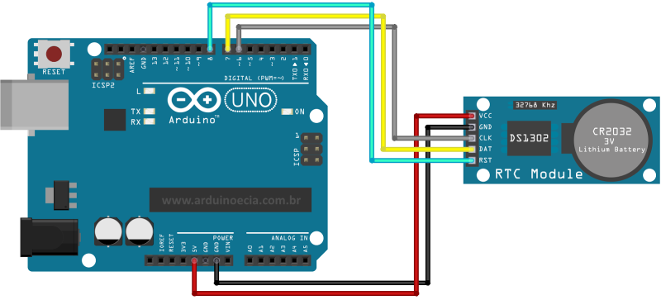 RESET
ICSP2
AREF
GND
13
12
~11
~10
~9
8
7
~6
~5
4
~3
2
TX0▶1
RX0◀0
DIGITAL (PWM=~)
L
TX
RX
Arduino™
UNO
ON
1
ICSP
www.arduinoecia.com.br
POWER
ANALOG IN
IOREF
RESET
3V3
5V
GND
GND
VIN
A0
A1
A2
A3
A4
A5
32768 Khz
VCC
GND
CLK
DAT
RST
DS1302
CR2032
3V
Lithium Battery
RTC Module